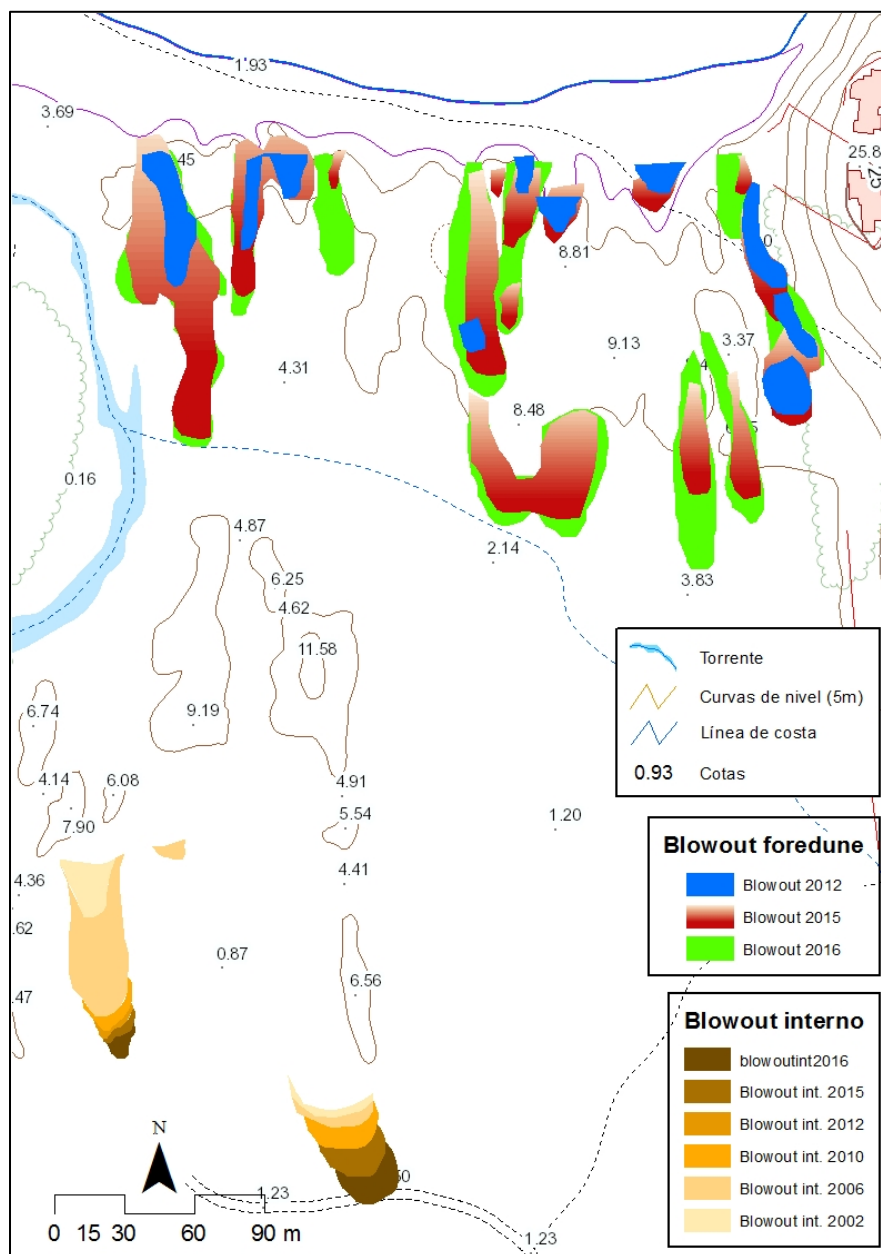 1.93
3.69
45
25.8
25
0
8.81
9.13
3.37
4.31
8.48
0.16
4.87
2.14
6.25
3.83
4.62
11.58
Torrente
6.74
9.19
Curvas de nivel (5m)
Línea de costa
4.14
6.08
4.91
0.93 Cotas
7.90
5.54
1.20
Blowout foredune
4.36
4.41
Blowout 2012
.62
Blowout 2015
0.87
Blowout 2016
.47
6.56
Blowout interno
blowoutint2016
Blowout int. 2015
Blowout int. 2012
Blowout int. 2010
Blowout int. 2006
Blowout int. 2002
N
1.23
1.23
0 15 30 60 90 m